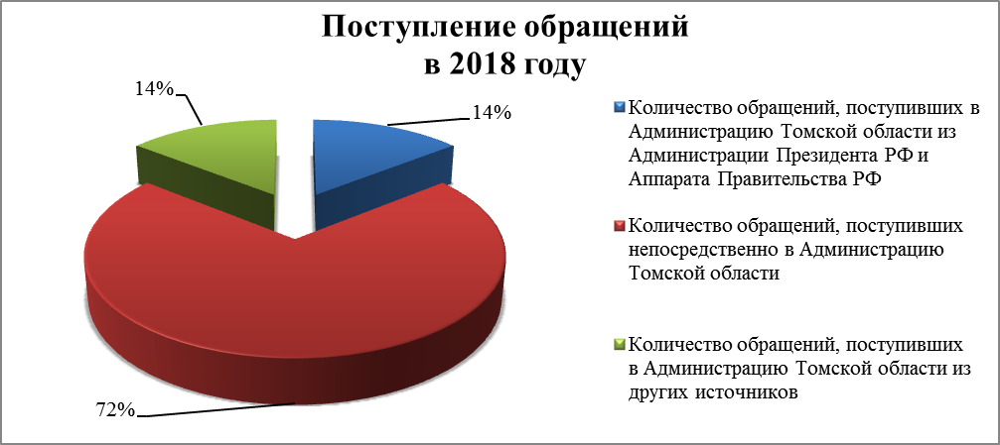 Поступление обращений
в 2018 году
14%
14%
72%
Количество обращений, поступивших в
Администрацию Томской области из
Администрации Президента РФ и
Аппарата Правительства РФ
Количество обращений, поступивших
непосредственно в Администрацию
Томской области
Количество обращений, поступивших
в Администрацию Томской области из
других источников